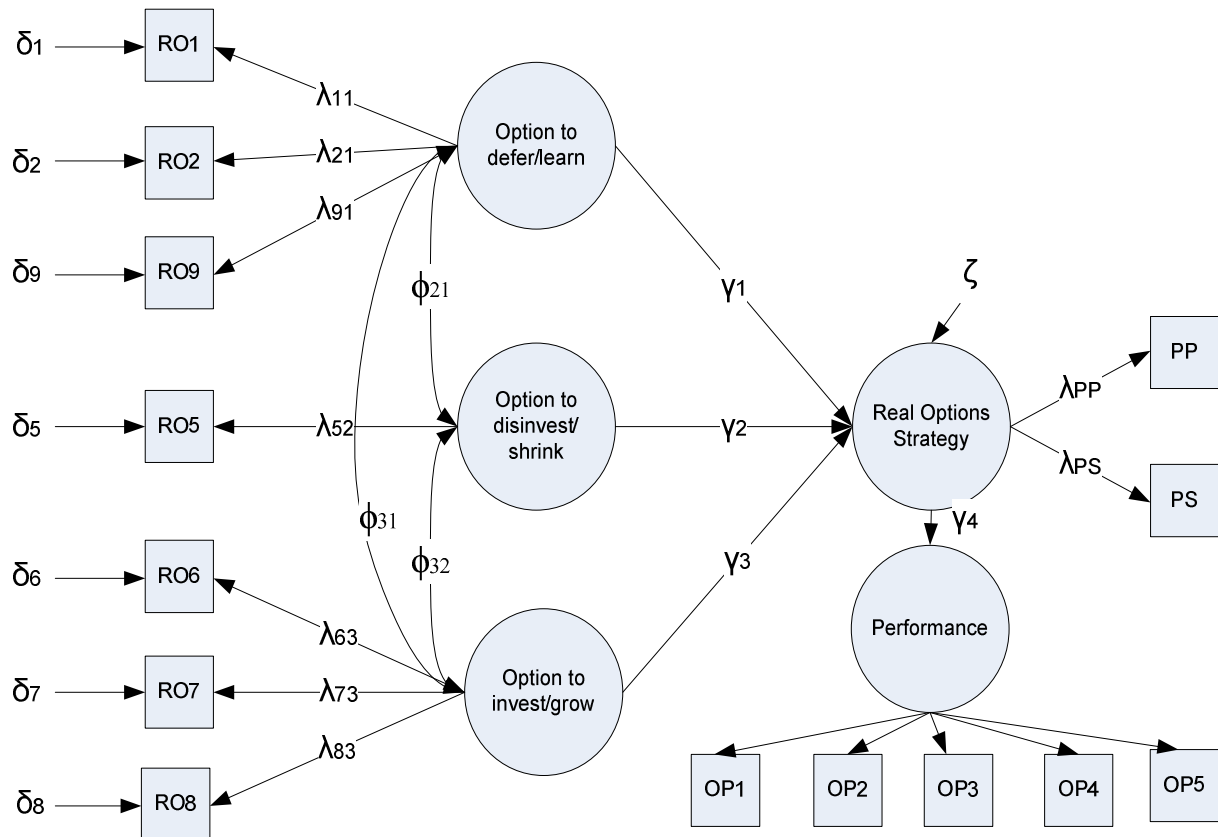 δ1
RO1
λ11
δ2
RO2
λ21
λ91
δ9
RO9
Option to
defer/learn
ϕ21
γ1
δ5
RO5
λ52
Option to
disinvest/
shrink
γ2
ζ
Real Options
Strategy
λPP
PP
λPS
PS
ϕ31
ϕ32
γ3
γ4
δ6
RO6
λ63
δ7
RO7
λ73
Option to
invest/grow
λ83
δ8
RO8
Performance
OP1
OP2
OP3
OP4
OP5